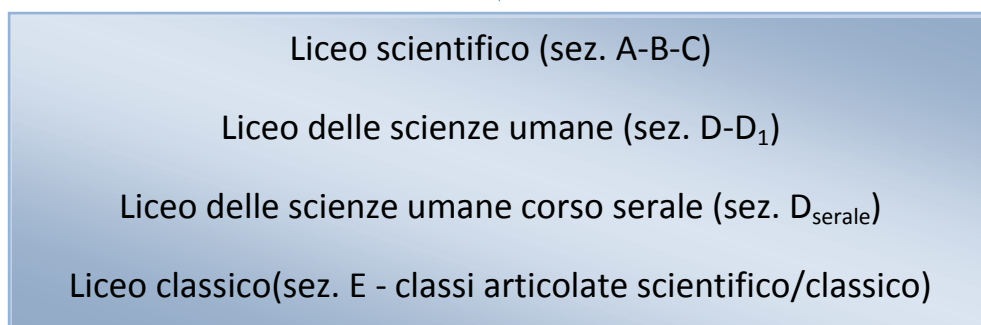 Liceo scientifico (sez. A-B-C)
Liceo delle scienze umane (sez. D-D₁)
Liceo delle scienze umane corso serale (sez. Dserale)
Liceo classico(sez. E - classi articolate scientifico/classico)